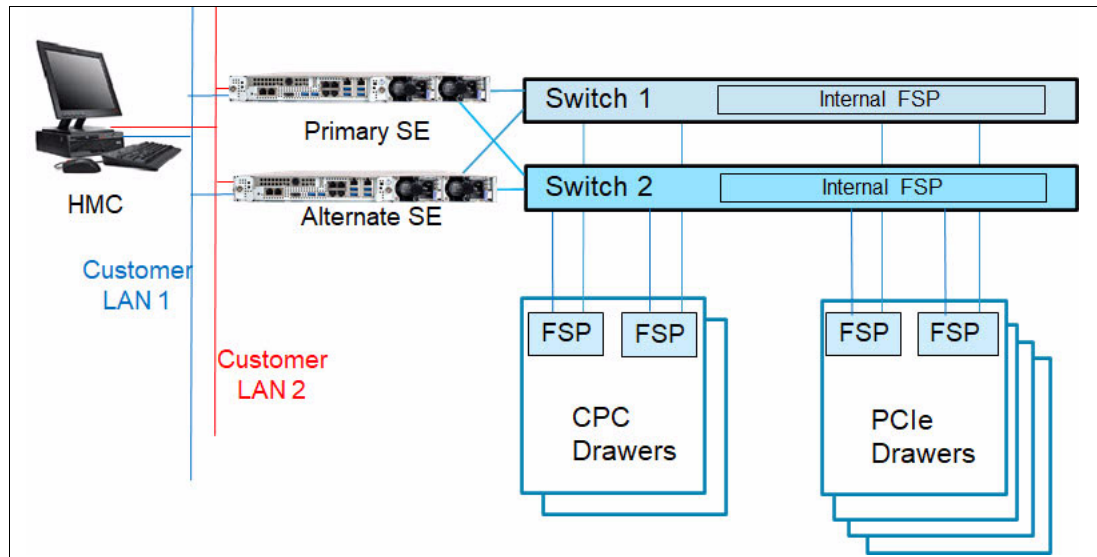 HMC
Customer
LAN 1
Customer
LAN 2
Primary SE
Alternate SE
Switch 1
Internal FSP
Switch 2
Internal FSP
FSP
FSP
CPC
Drawers
FSP
FSP
PCIe
Drawers